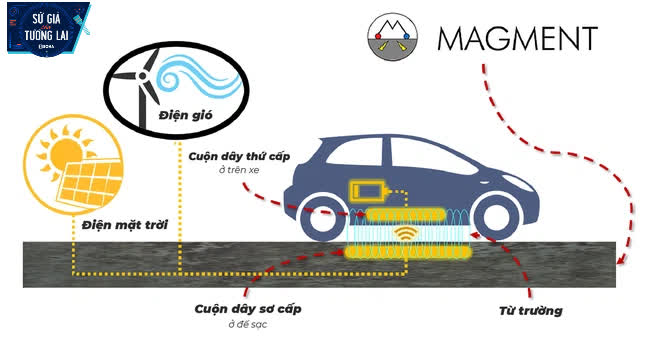 SỨ GIẢ
TƯƠNG LAI
MAGMENT
Điện gió
Cuộn dây thứ cấp
ở trên xe
Điện mặt trời
Cuộn dây sơ cấp
ở đế sạc
Từ trường